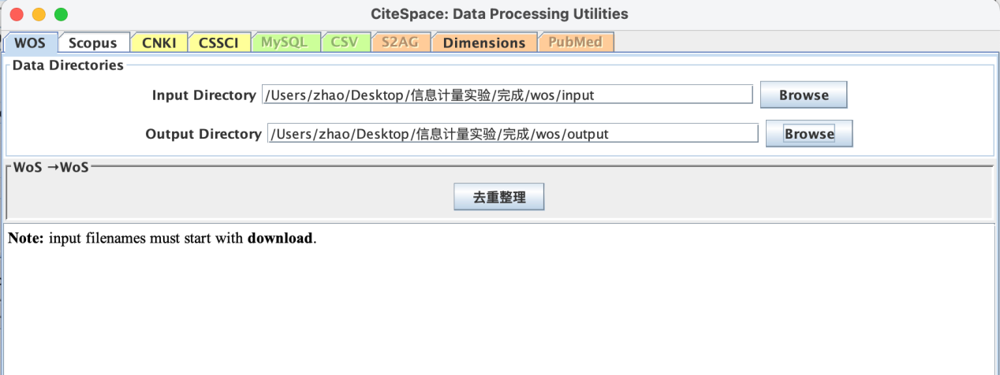 CiteSpace: Data Processing Utilities
WOS Scopus CNKI CSSCI MySQL CSV S2AG Dimensions PubMed
Data Directories
Input Directory /Users/zhao/Desktop/信息计量实验/完成/wos/input Browse
Output Directory /Users/zhao/Desktop/信息计量实验/完成/wos/output Browse
WoS →WoS
去重整理
Note: input filenames must start with download.